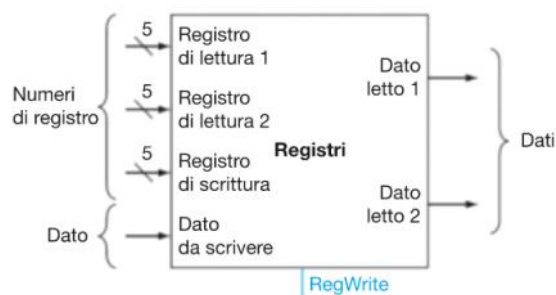 Numeri
di registro
5
Registro
di lettura 1
5
Registro
di lettura 2
5
Registro
di scrittura
Dato
Dato
da scrivere
Registri
Dato
letto 1
Dato
letto 2
Dati
RegWrite